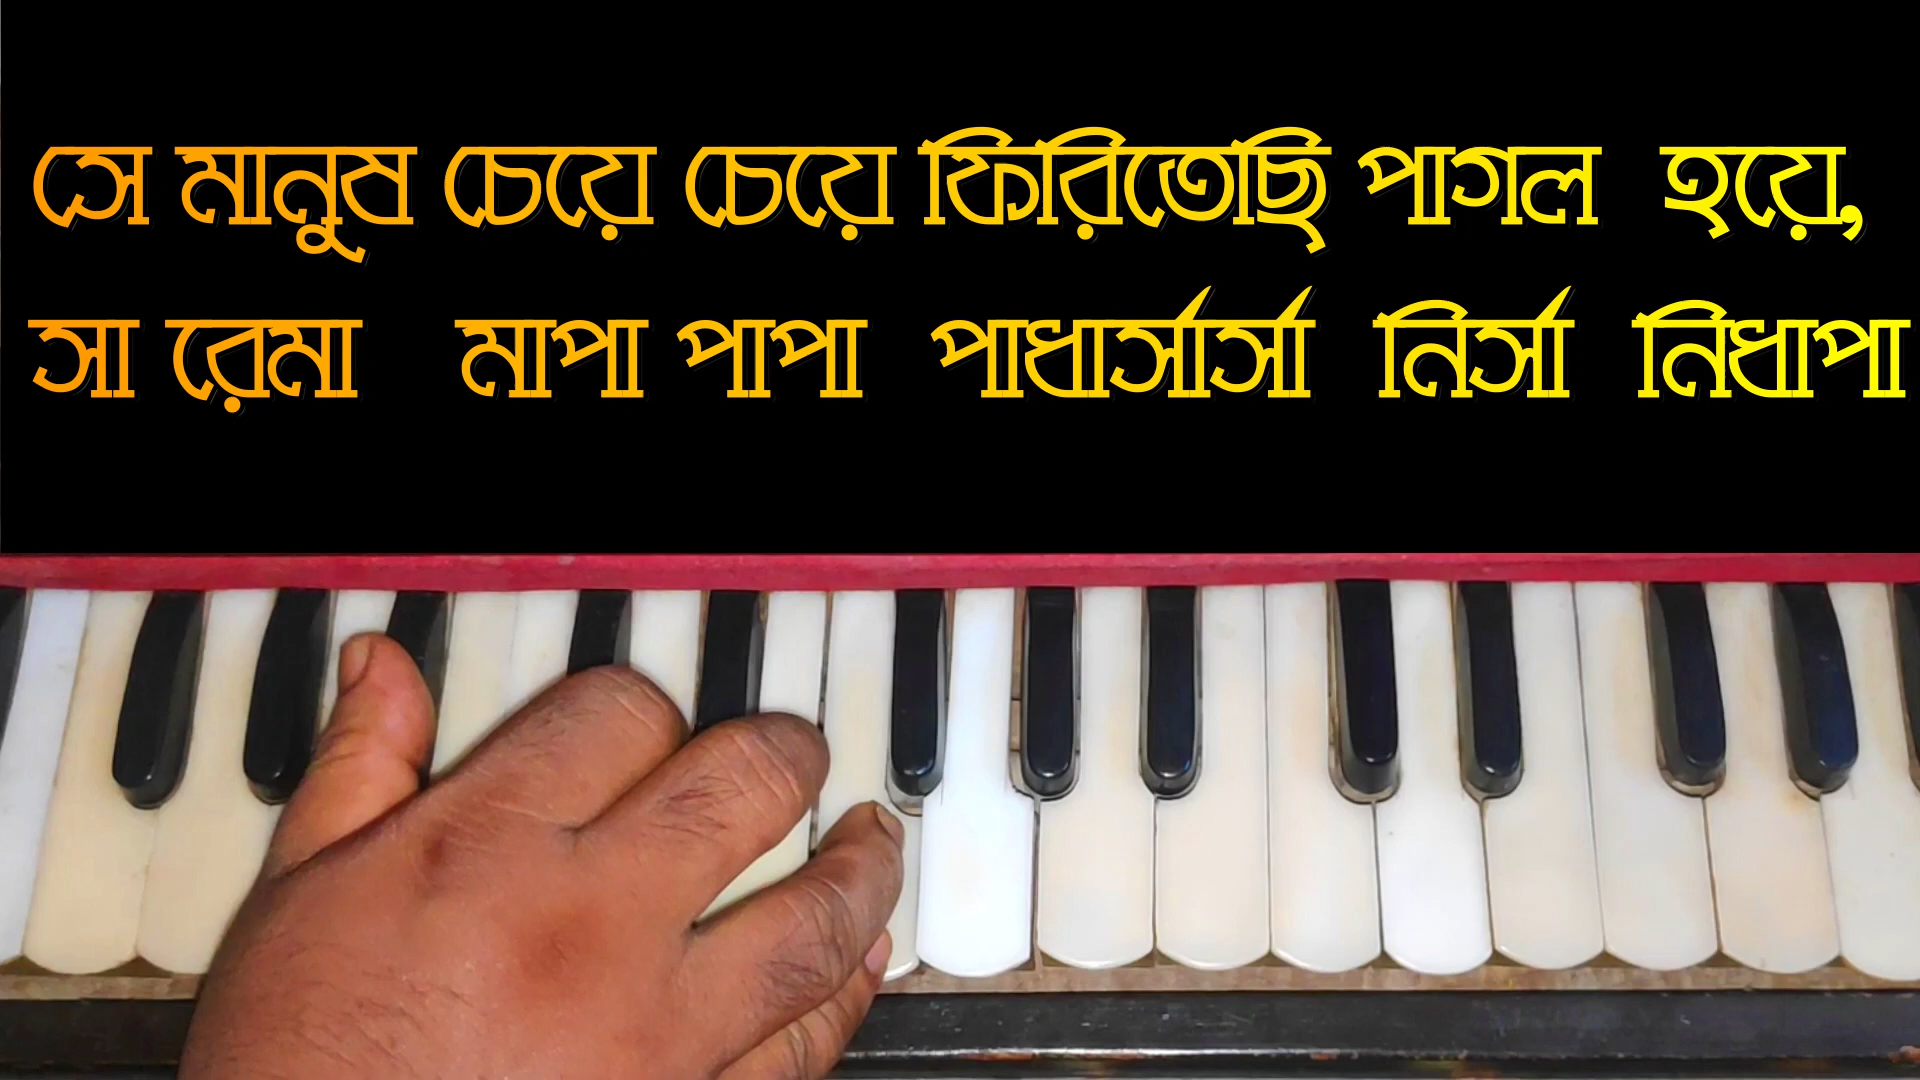 সে মানুষ চেয়ে চেয়ে ফিরিতেছি পাগল হয়ে,
সা রেমা মাপা পাপা পাধার্সার্সা নির্সা নিধাপা